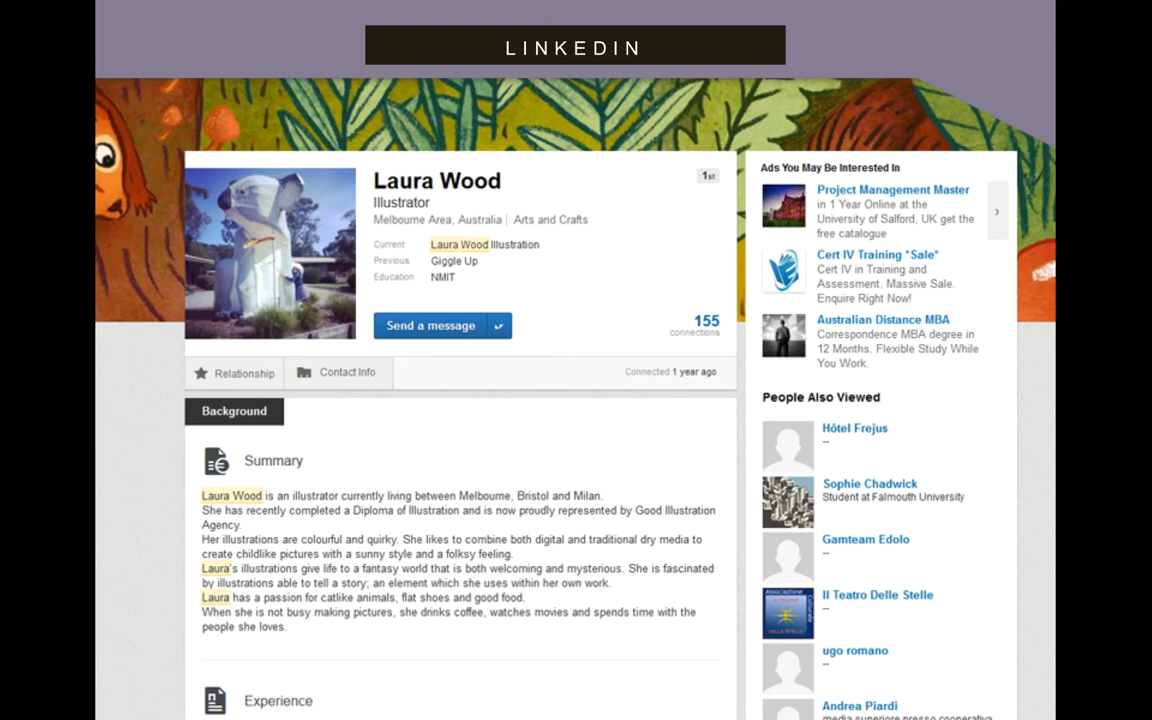 LINKEDIN
Laura Wood
1st
Illustrator
Melbourne Area, Australia | Arts and Crafts
Current Laura Wood Illustration
Previous Giggle Up
Education NMIT
Send a message
155
connections
Relationship
Contact Info
Connected 1 year ago
Background
Summary
Laura Wood is an illustrator currently living between Melbourne, Bristol and Milan.
She has recently completed a Diploma of Illustration and is now proudly represented by Good Illustration
Agency.
Her illustrations are colourful and quirky. She likes to combine both digital and traditional dry media to
create childlike pictures with a sunny style and a folksy feeling.
Laura's illustrations give life to a fantasy world that is both welcoming and mysterious. She is fascinated
by illustrations able to tell a story; an element which she uses within her own work.
Laura has a passion for catlike animals, flat shoes and good food.
When she is not busy making pictures, she drinks coffee, watches movies and spends time with the
people she loves.
Experience
Ads You May Be Interested In
Project Management Master
in 1 Year Online at the
University of Salford, UK get the
free catalogue
Cert IV Training *Sale*
Cert IV in Training and
Assessment. Massive Sale.
Enquire Right Now!
Australian Distance MBA
Correspondence MBA degree in
12 Months. Flexible Study While
You Work.
People Also Viewed
Hôtel Frejus
--
Sophie Chadwick
Student at Falmouth University
Gamteam Edolo
--
Associazione
Il Teatro Delle Stelle
--
ugo romano
--
Andrea Piardi
media superiore presso cooperativa